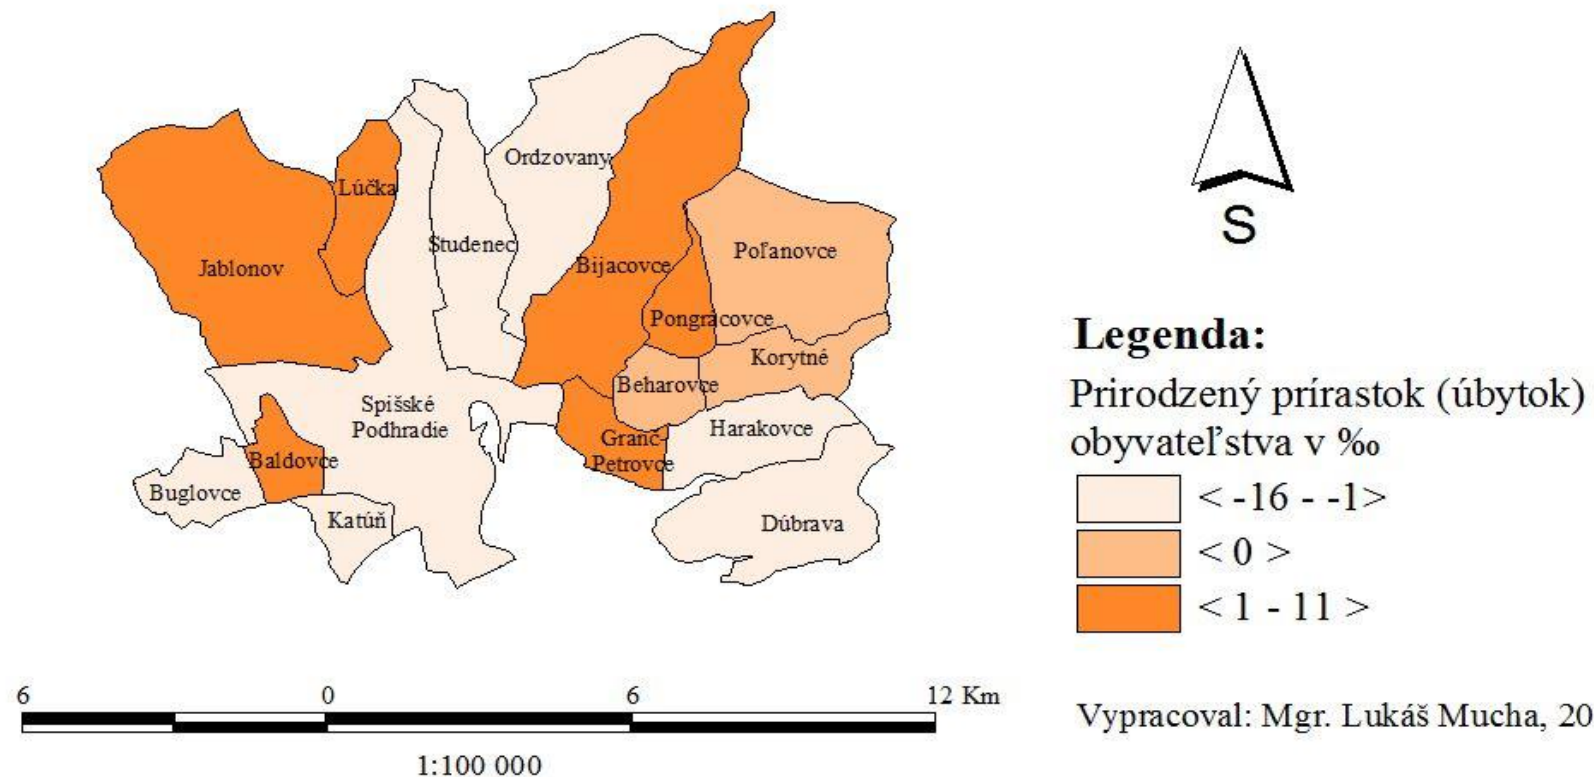 Ordzovany
Lúčka
Studenec
Jablonov
Bijacovce
Poľanovce
Pongrácovce
Korytné
Beharovce
Spišské
Podhradie
Harakovce
Granč-
Petrovce
Baldovce
Buglovce
Katúň
Dúbrava
S
Legenda:
Prirodzený prírastok (úbytok)
obyvateľstva v ‰
< -16 - -1>
< 0 >
< 1 - 11 >
6 0 6 12 Km
1:100 000
Vypracoval: Mgr. Lukáš Mucha, 20